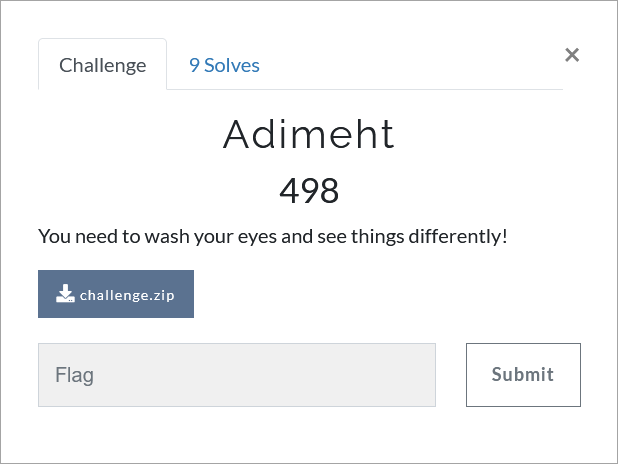 Challenge
9 Solves
×
Adimeht
498
You need to wash your eyes and see things differently!
challenge.zip
Flag
Submit